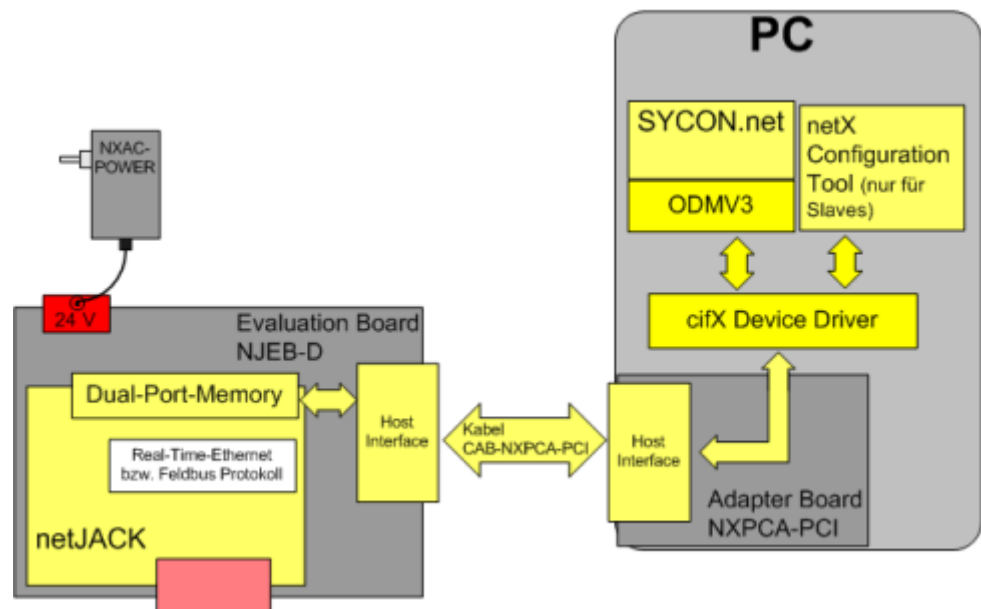 PC
SYCON.net
ODMV3
netX
Configuration
Tool (nur für
Slaves)
cifX Device Driver
NXAC-
POWER
24 V
Evaluation Board
NJEB-D
Dual-Port-Memory
Real-Time-Ethernet
bzw. Feldbus Protokoll
netJACK
Host
Interface
Kabel
CAB-NXPCA-PCI
Host
Interface
Adapter Board
NXPCA-PCI